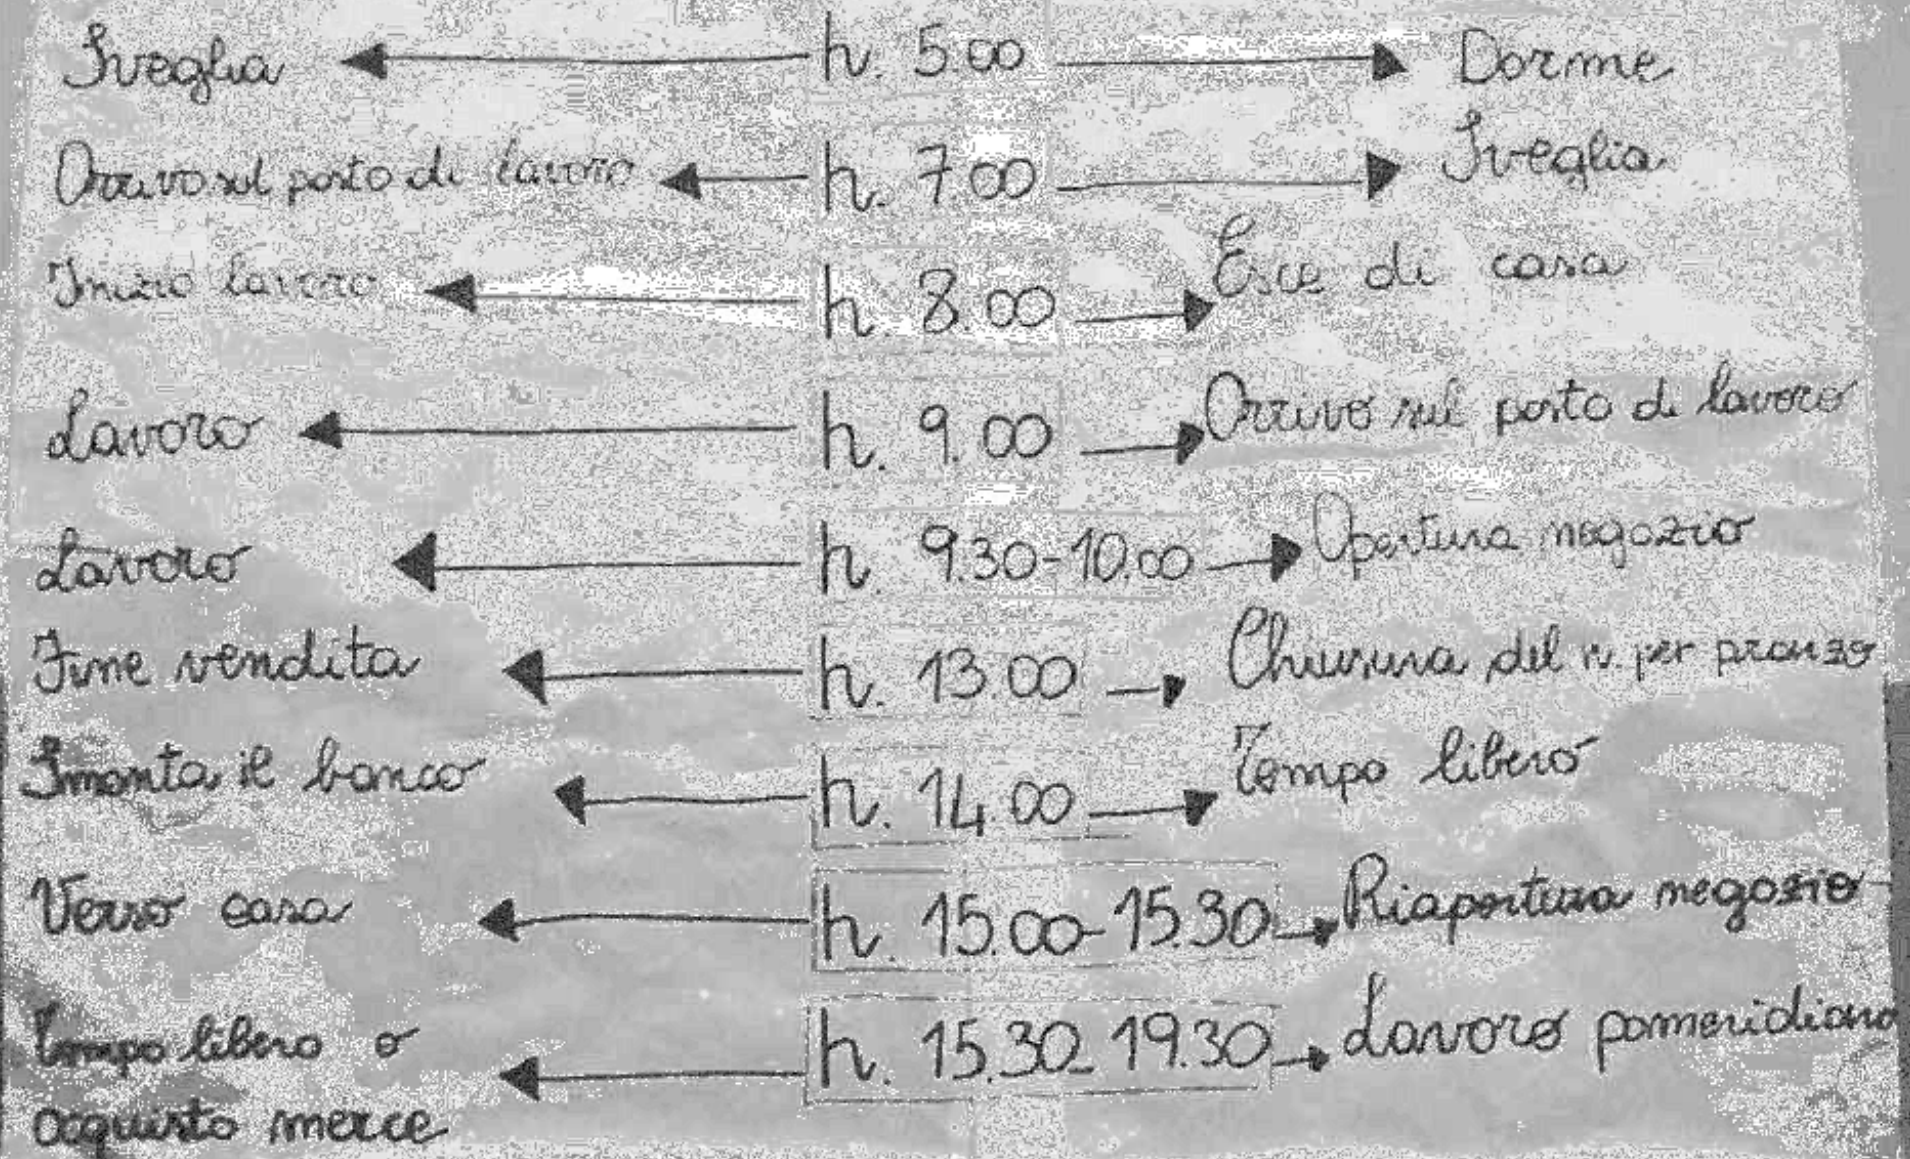 Sveglia h. 5.00 Dorme
Arrivo sul posto di lavoro h. 7.00 Sveglia
Inizio lavoro h. 8.00 Esce di casa
Lavoro h. 9.00 Arrivo sul posto di lavoro
Lavoro h. 9.30-10.00 Apertura negozio
Fine vendita h. 13.00 Chiusura del n. per pranzo
Smonta il banco h. 14.00 Tempo libero
Verso casa h. 15.00-15.30 Riapertura negozio
Tempo libero o h. 15.30-19.30 Lavoro pomeridiano
acquisto merce